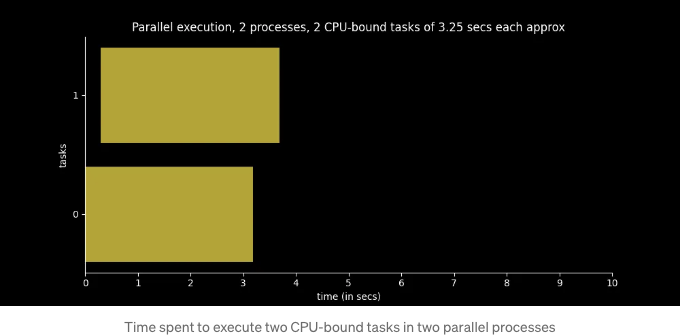 Parallel execution, 2 processes, 2 CPU-bound tasks of 3.25 secs each approx
1
tasks
0
0 1 2 3 4 5 6 7 8 9 10
time (in secs)
Time spent to execute two CPU-bound tasks in two parallel processes